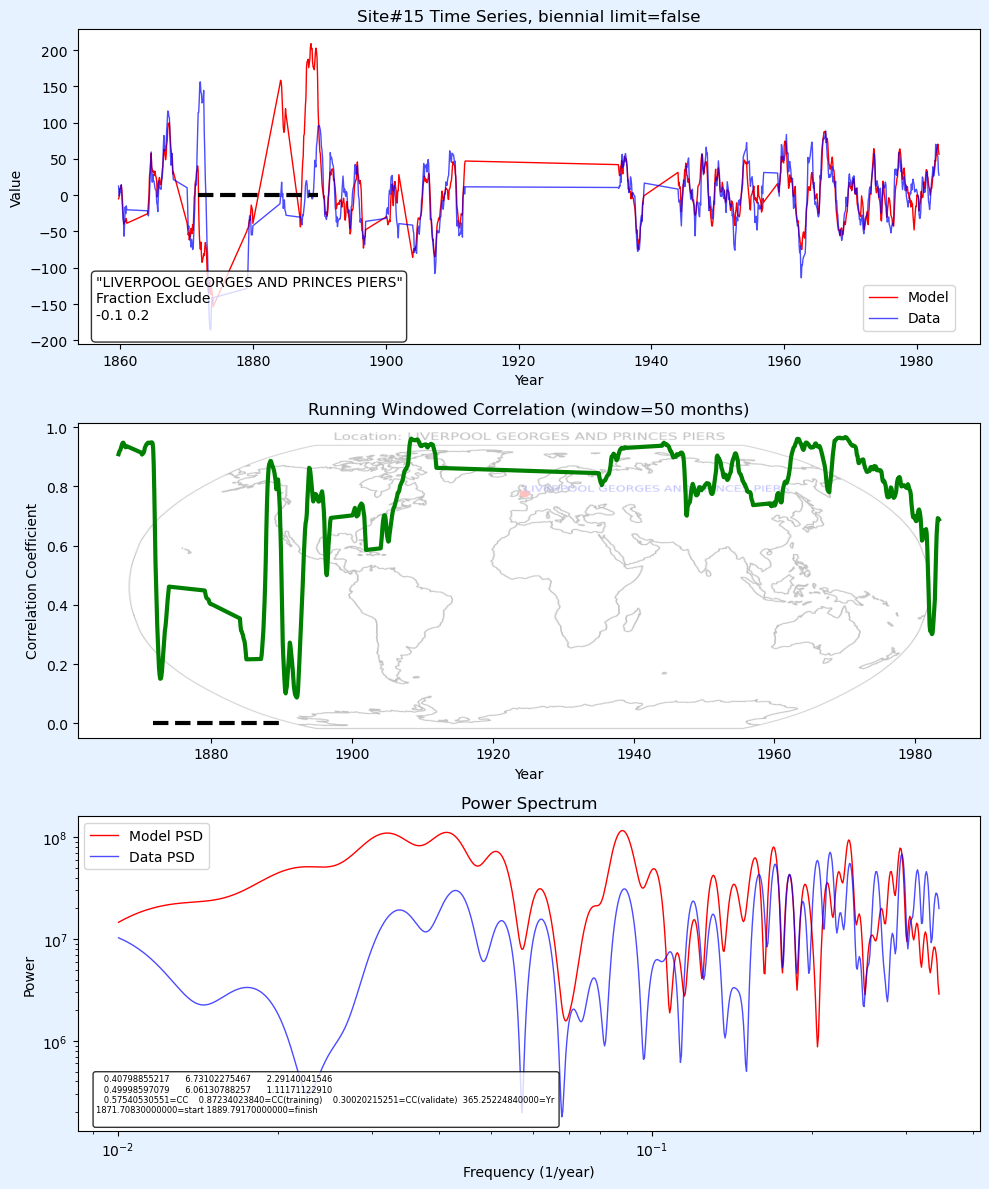 Site#15 Time Series, biennial limit=false
200
150
100
50
0
−50
−100
−150
−200
Value
"LIVERPOOL GEORGES AND PRINCES PIERS"
Fraction Exclude
-0.1 0.2
Model
Data
1860
1880
1900
1920
1940
1960
1980
Year
Running Windowed Correlation (window=50 months)
Location: LIVERPOOL GEORGES AND PRINCES PIERS
LIVERPOOL GEORGES AND PRINCES PIERS
1.0
0.8
0.6
0.4
0.2
0.0
Correlation Coefficient
1880
1900
1920
1940
1960
1980
Year
Power Spectrum
Model PSD
Data PSD
10⁸
10⁷
10⁶
Power
0.40798855217 6.73102275467 2.29140041546
0.49998597079 6.06130788257 1.11171122910
0.57540530551=CC 0.87234023840=CC(training) 0.30020215251=CC(validate) 365.25224840000=Yr
1871.70830000000=start 1889.79170000000=finish
10⁻²
10⁻¹
Frequency (1/year)